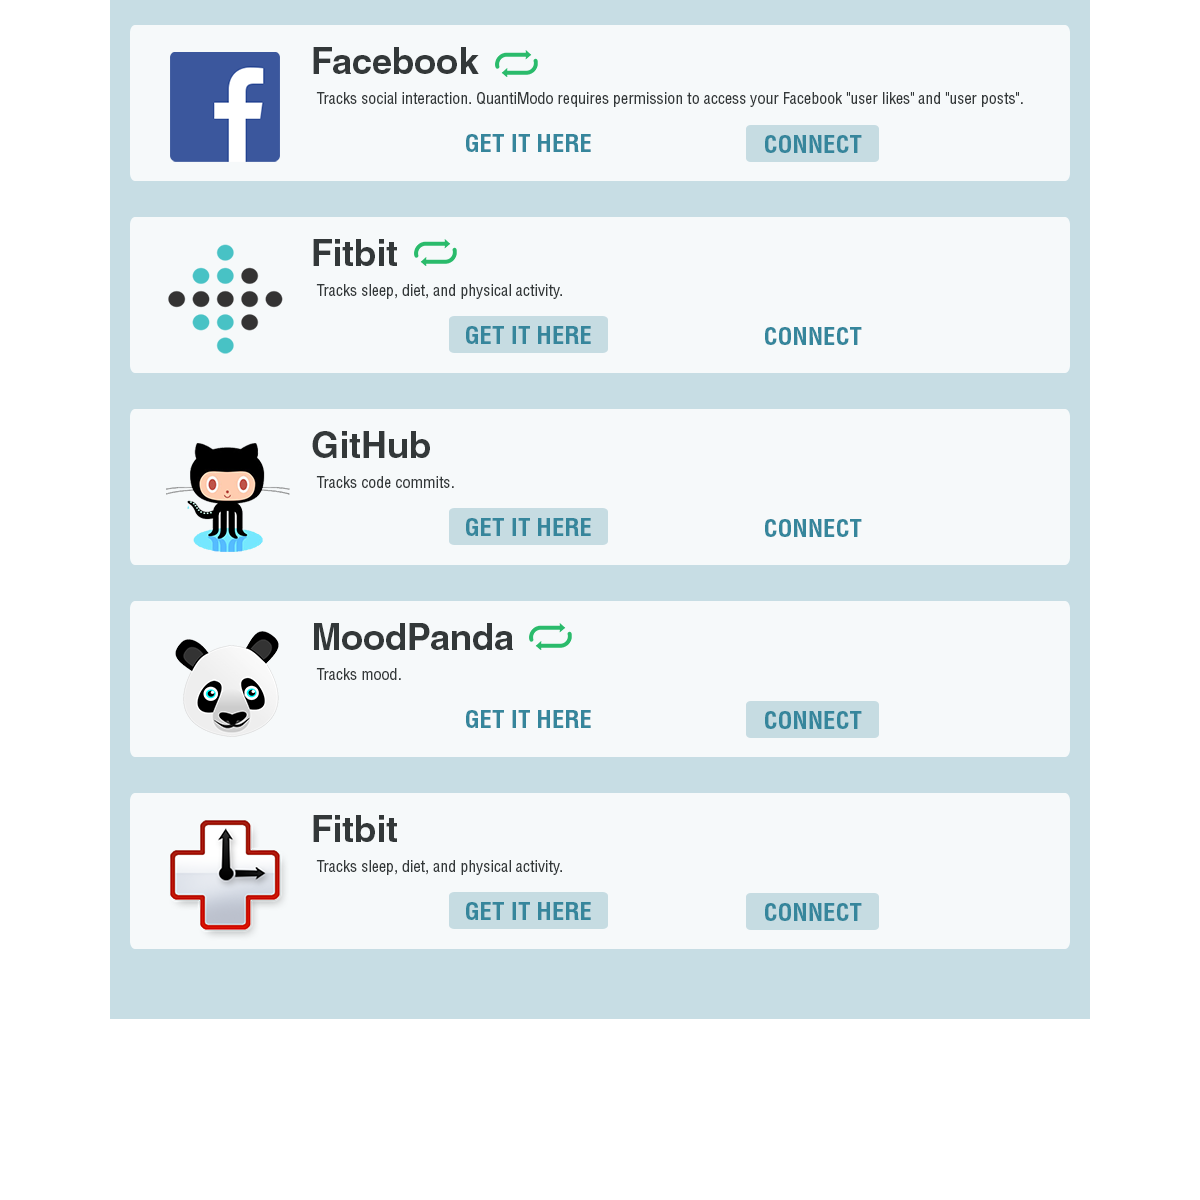 Facebook
Tracks social interaction. QuantiModo requires permission to access your Facebook "user likes" and "user posts".
GET IT HERE CONNECT
Fitbit
Tracks sleep, diet, and physical activity.
GET IT HERE CONNECT
GitHub
Tracks code commits.
GET IT HERE CONNECT
MoodPanda
Tracks mood.
GET IT HERE CONNECT
Fitbit
Tracks sleep, diet, and physical activity.
GET IT HERE CONNECT